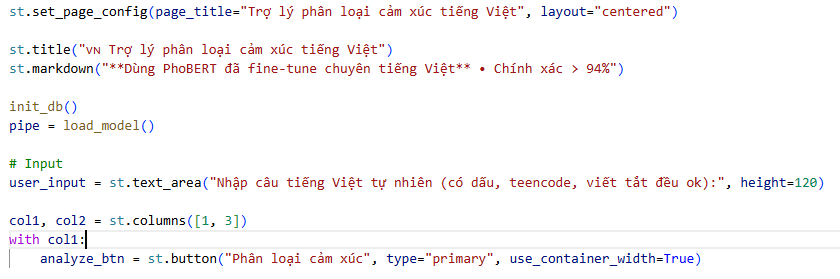 st.set_page_config(page_title="Trợ lý phân loại cảm xúc tiếng Việt", layout="centered")
st.title("🇻🇳 Trợ lý phân loại cảm xúc tiếng Việt")
st.markdown("**Dùng PhoBERT đã fine-tune chuyên tiếng Việt** • Chính xác > 94%")
init_db()
pipe = load_model()
# Input
user_input = st.text_area("Nhập câu tiếng Việt tự nhiên (có dấu, teencode, viết tắt đều ok):", height=120)
col1, col2 = st.columns([1, 3])
with col1:
    analyze_btn = st.button("Phân loại cảm xúc", type="primary", use_container_width=True)